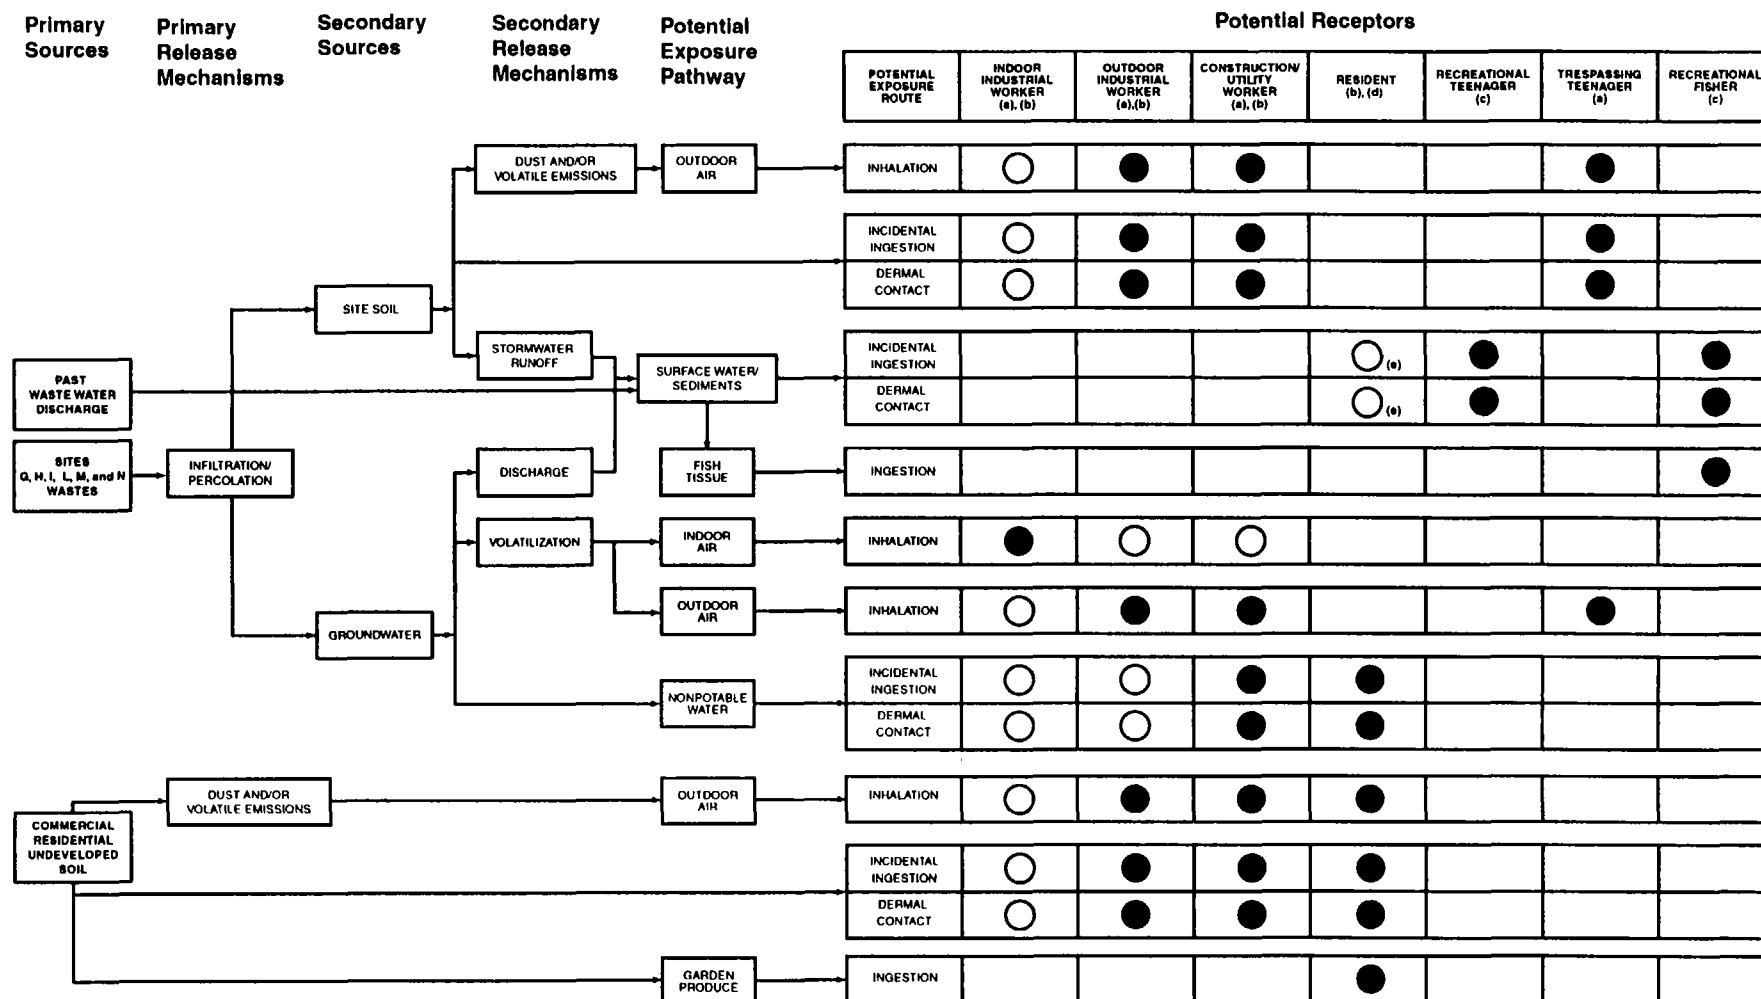 Primary
Sources
Primary
Release
Mechanisms
Secondary
Sources
Secondary
Release
Mechanisms
Potential
Exposure
Pathway
Potential Receptors
POTENTIAL
EXPOSURE
ROUTE
INDOOR
INDUSTRIAL
WORKER
(a), (b)
OUTDOOR
INDUSTRIAL
WORKER
(a),(b)
CONSTRUCTION/
UTILITY
WORKER
(a), (b)
RESIDENT
(b), (d)
RECREATIONAL
TEENAGER
(c)
TRESPASSING
TEENAGER
(a)
RECREATIONAL
FISHER
(c)
DUST AND/OR
VOLATILE EMISSIONS
OUTDOOR
AIR
INHALATION
INCIDENTAL
INGESTION
DERMAL
CONTACT
SITE SOIL
STORMWATER
RUNOFF
SURFACE WATER/
SEDIMENTS
INCIDENTAL
INGESTION
(e)
DERMAL
CONTACT
(e)
PAST
WASTE WATER
DISCHARGE
SITES
G, H, I, L, M, and N
WASTES
INFILTRATION/
PERCOLATION
DISCHARGE
FISH
TISSUE
INGESTION
VOLATILIZATION
INDOOR
AIR
INHALATION
OUTDOOR
AIR
INHALATION
GROUNDWATER
NONPOTABLE
WATER
INCIDENTAL
INGESTION
DERMAL
CONTACT
DUST AND/OR
VOLATILE EMISSIONS
OUTDOOR
AIR
INHALATION
COMMERCIAL
RESIDENTIAL
UNDEVELOPED
SOIL
INCIDENTAL
INGESTION
DERMAL
CONTACT
GARDEN
PRODUCE
INGESTION